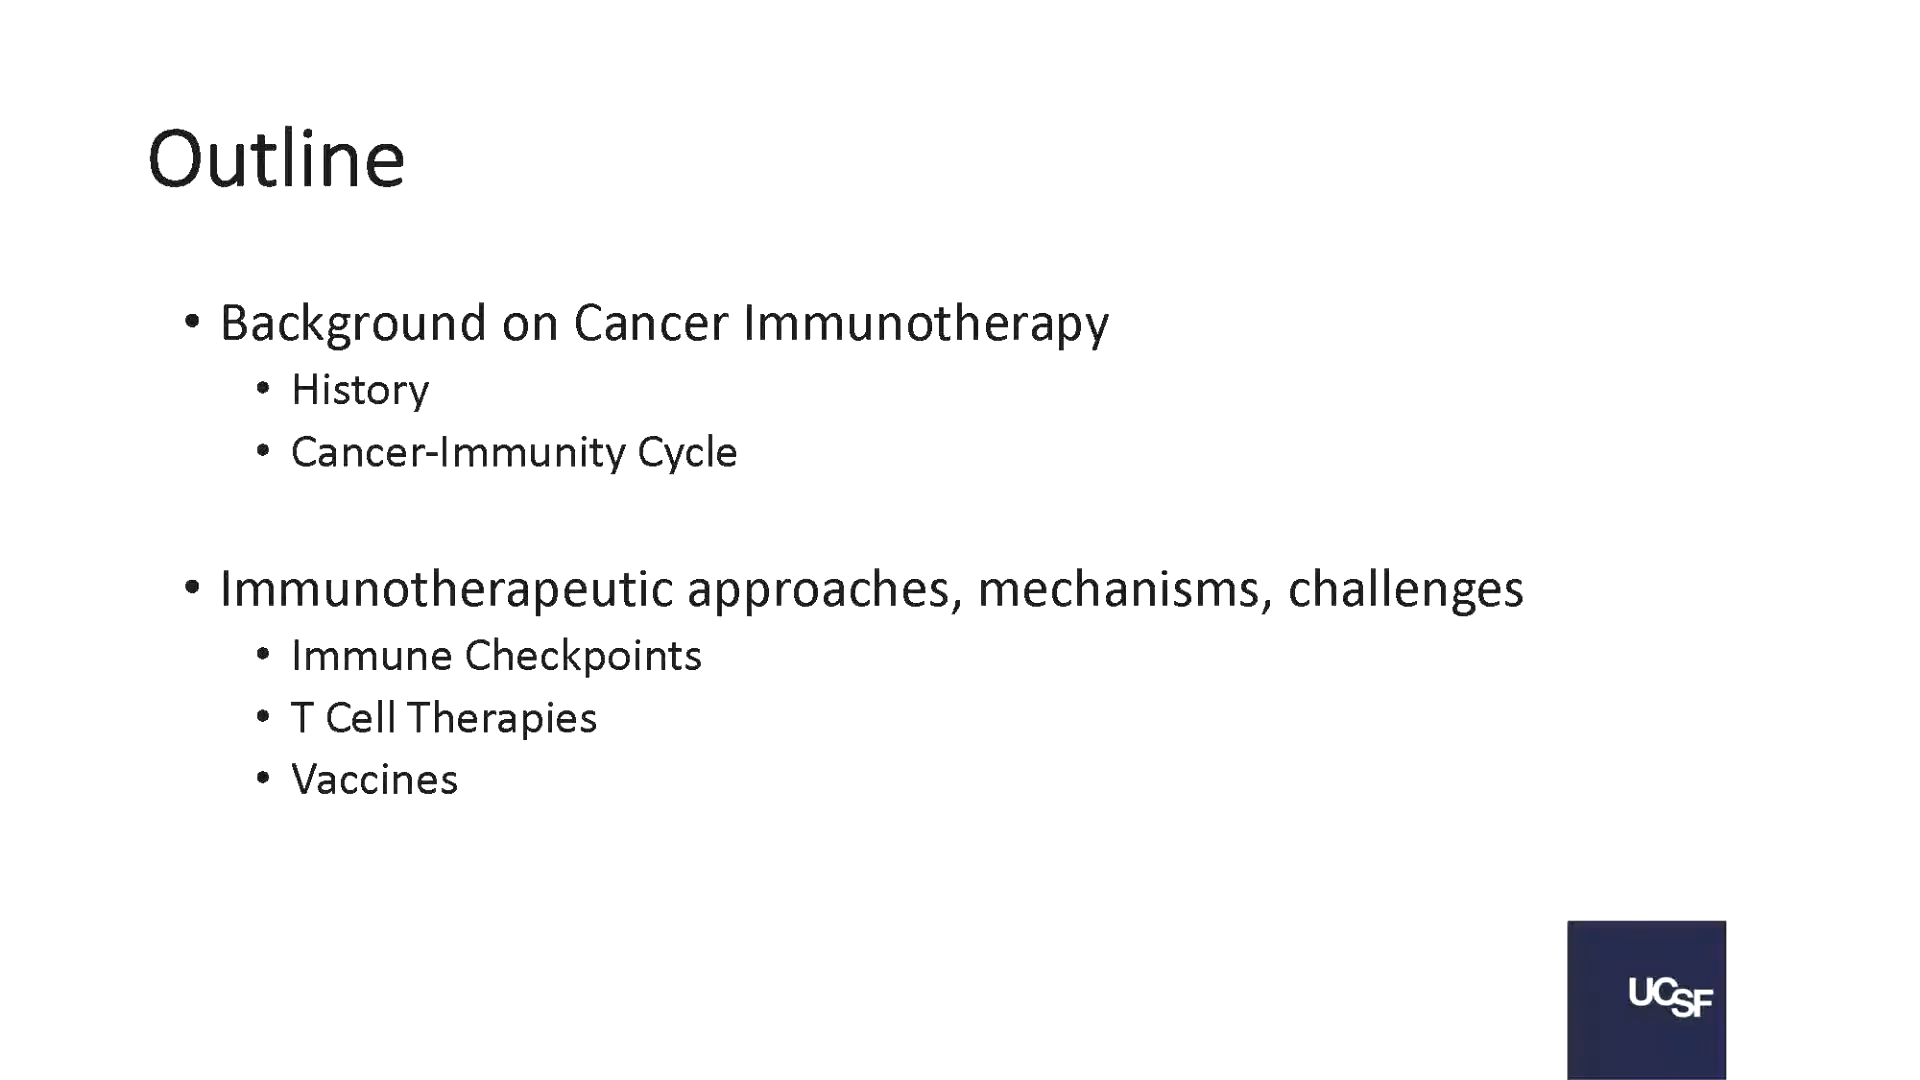 Outline
• Background on Cancer Immunotherapy
• History
• Cancer-Immunity Cycle
• Immunotherapeutic approaches, mechanisms, challenges
• Immune Checkpoints
• T Cell Therapies
• Vaccines
UCSF